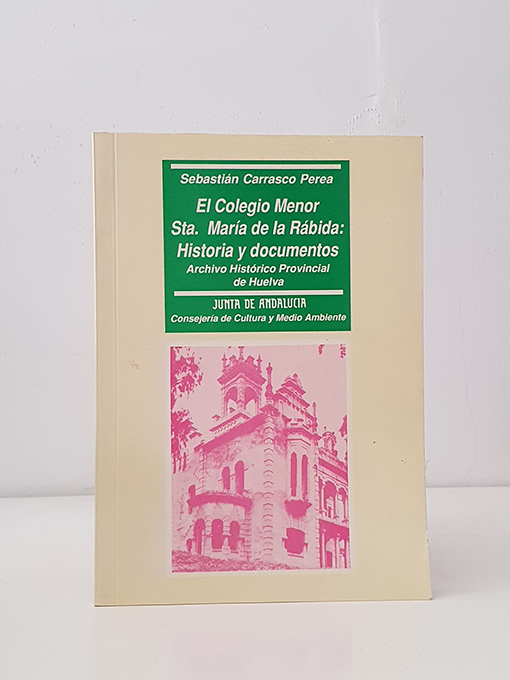 Sebastián Carrasco Perea
El Colegio Menor
Sta. María de la Rábida:
Historia y documentos
Archivo Histórico Provincial
de Huelva
JUNTA DE ANDALUCIA
Consejería de Cultura y Medio Ambiente